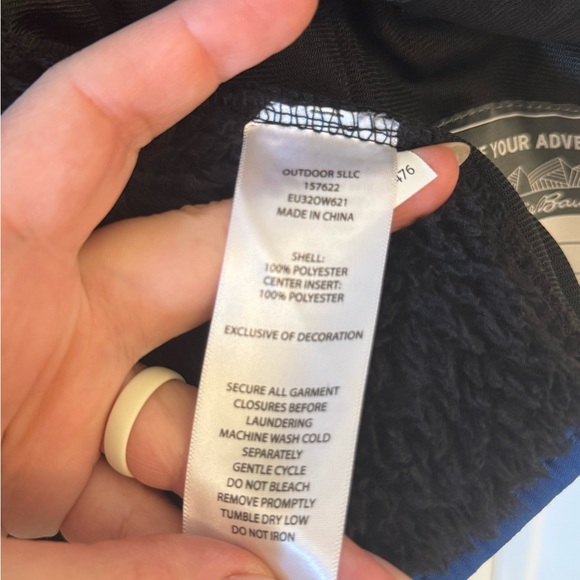 OUTDOOR 5LLC
157622
EU32OW621
MADE IN CHINA
SHELL:
100% POLYESTER
CENTER INSERT:
100% POLYESTER
EXCLUSIVE OF DECORATION
SECURE ALL GARMENT
CLOSURES BEFORE
LAUNDERING
MACHINE WASH COLD
SEPARATELY
GENTLE CYCLE
DO NOT BLEACH
REMOVE PROMPTLY
TUMBLE DRY LOW
DO NOT IRON
476
YOUR ADVE